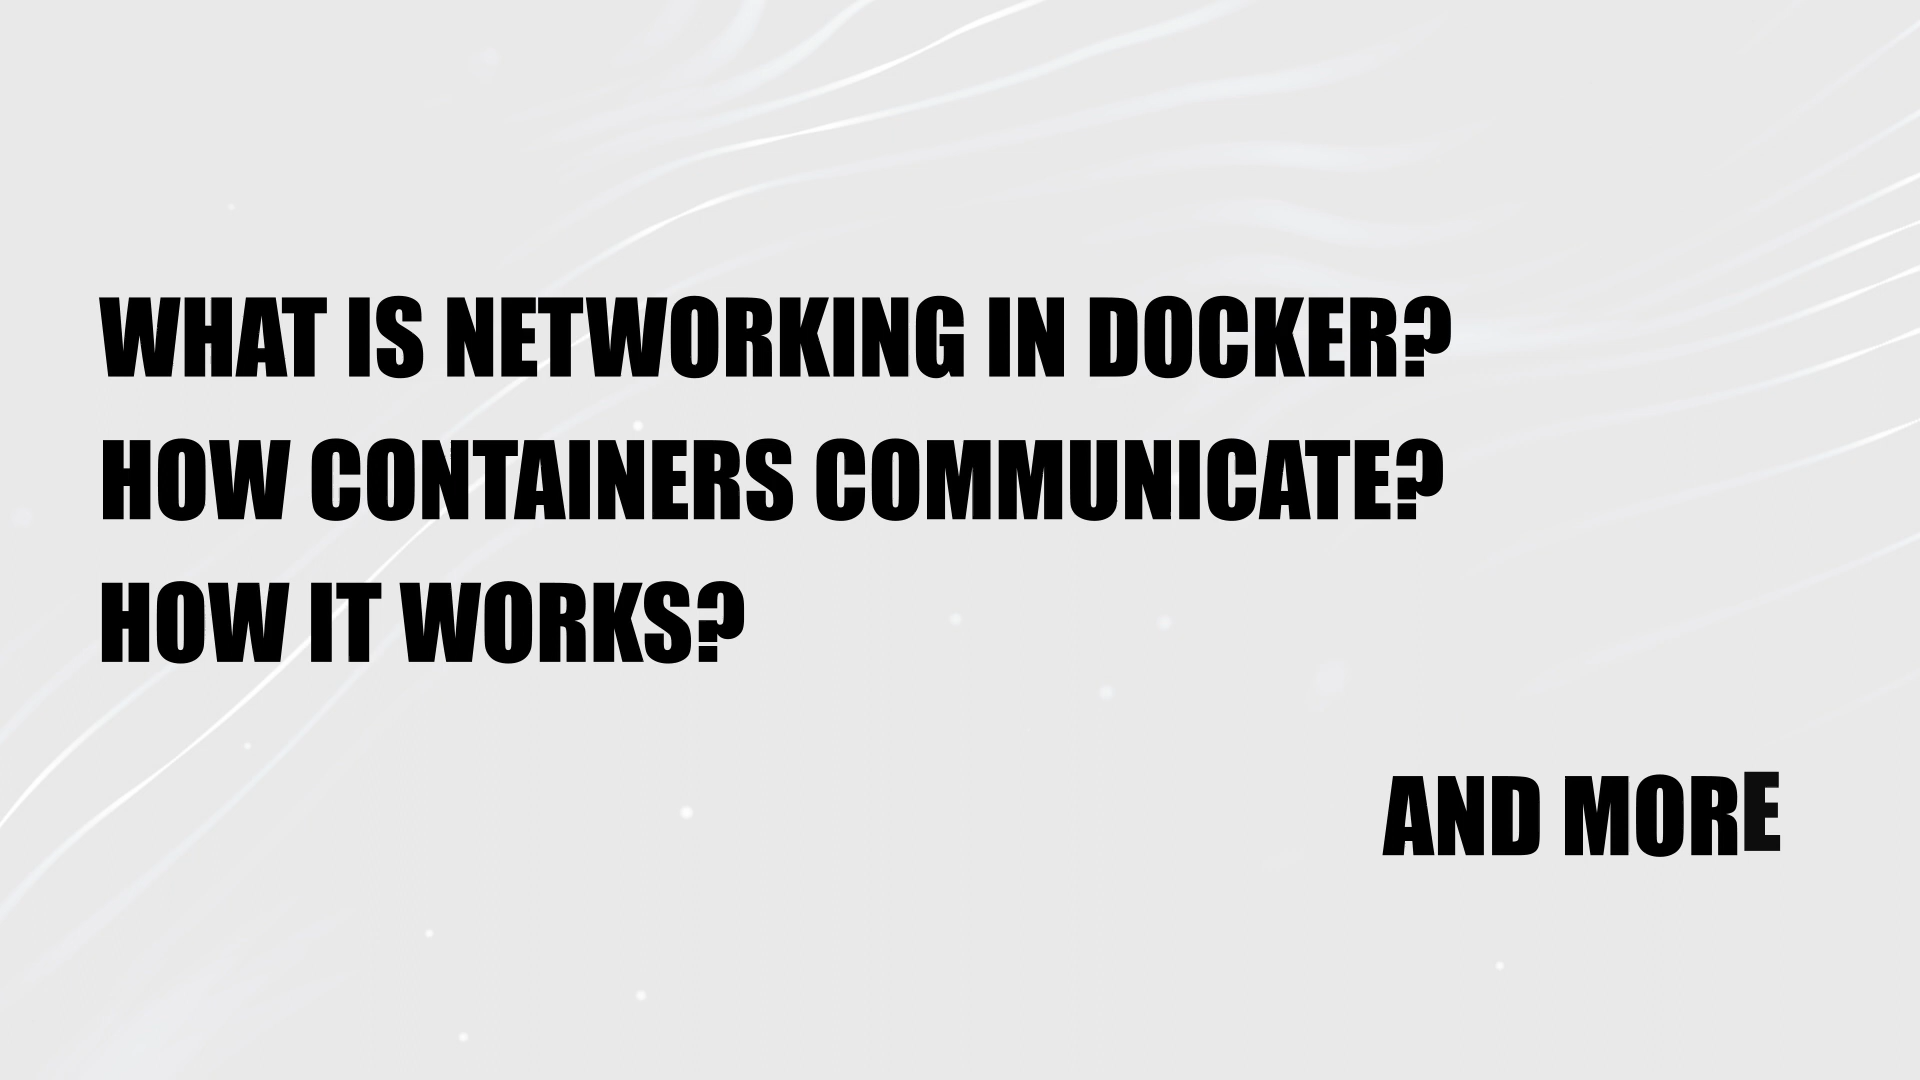 WHAT IS NETWORKING IN DOCKER?
HOW CONTAINERS COMMUNICATE?
HOW IT WORKS?
AND MORE